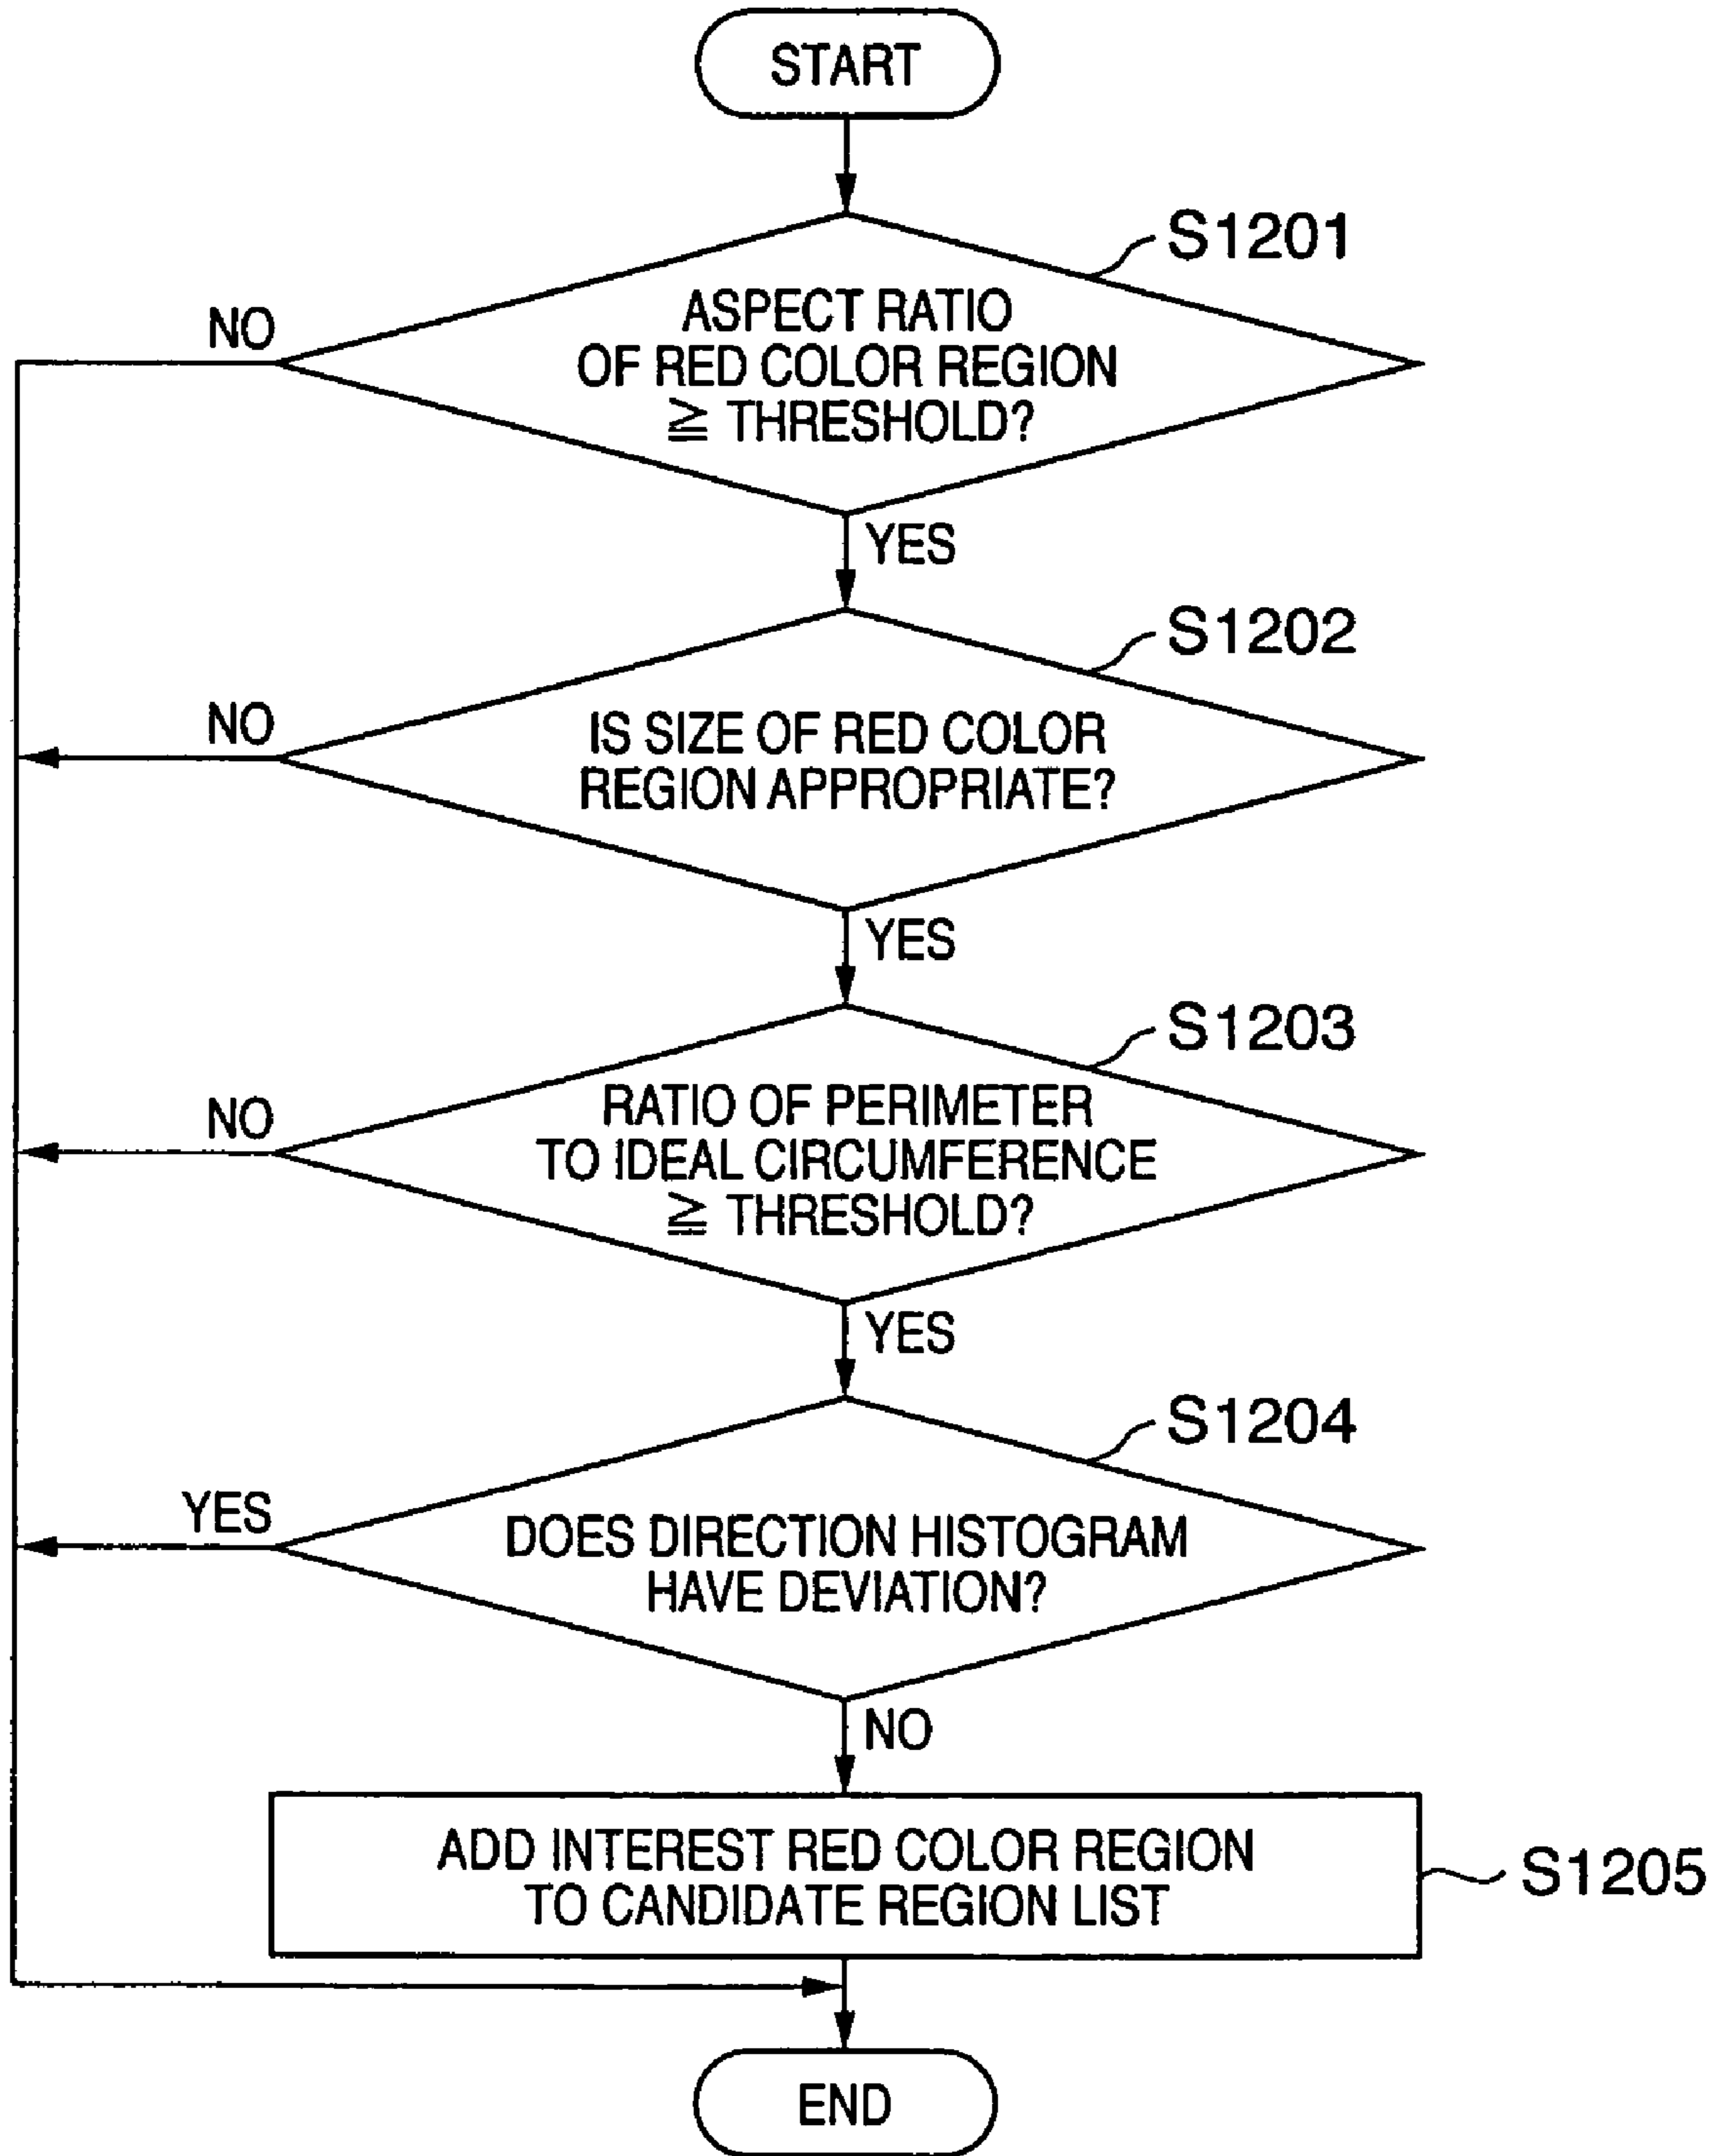 START
S1201
ASPECT RATIO
OF RED COLOR REGION
≧ THRESHOLD?
NO
YES
S1202
IS SIZE OF RED COLOR
REGION APPROPRIATE?
NO
YES
S1203
RATIO OF PERIMETER
TO IDEAL CIRCUMFERENCE
≧ THRESHOLD?
NO
YES
S1204
DOES DIRECTION HISTOGRAM
HAVE DEVIATION?
YES
NO
ADD INTEREST RED COLOR REGION
TO CANDIDATE REGION LIST
S1205
END